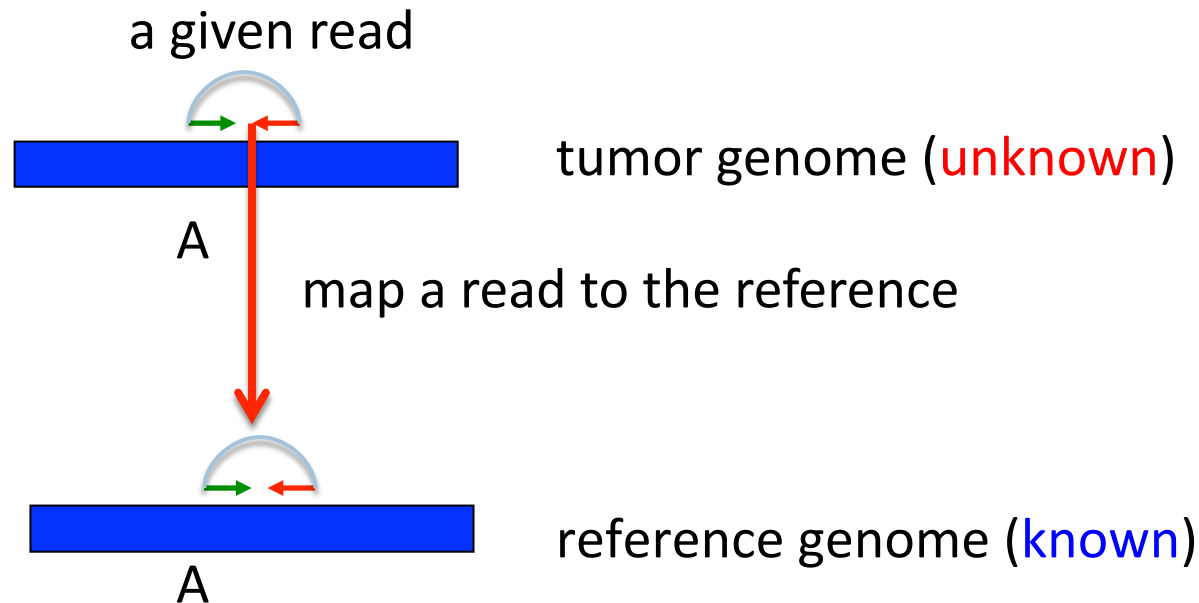 a given read
tumor genome (unknown)
A
map a read to the reference
reference genome (known)
A